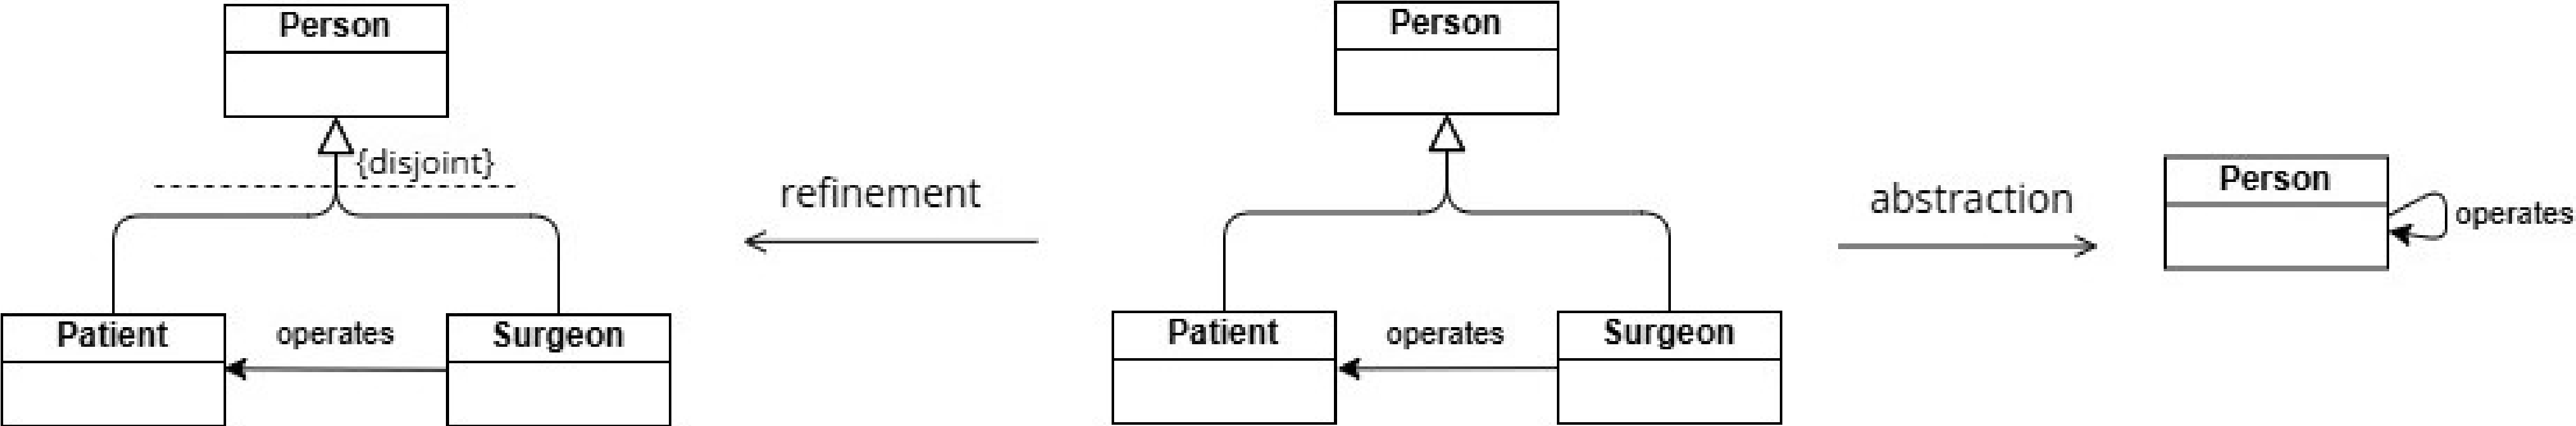 Person
{disjoint}
Patient
operates
Surgeon
refinement
Person
Patient
operates
Surgeon
abstraction
Person
operates